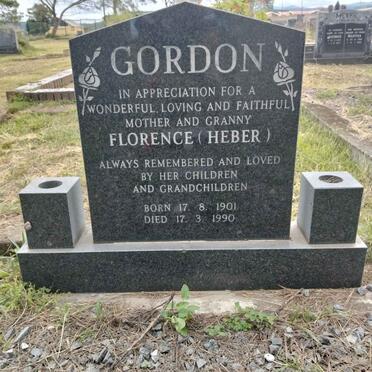 GORDON
IN APPRECIATION FOR A
WONDERFUL, LOVING AND FAITHFUL
MOTHER AND GRANNY
FLORENCE ( HEBER )
ALWAYS REMEMBERED AND LOVED
BY HER CHILDREN
AND GRANDCHILDREN
BORN 17. 8. 1901
DIED 17. 3. 1990